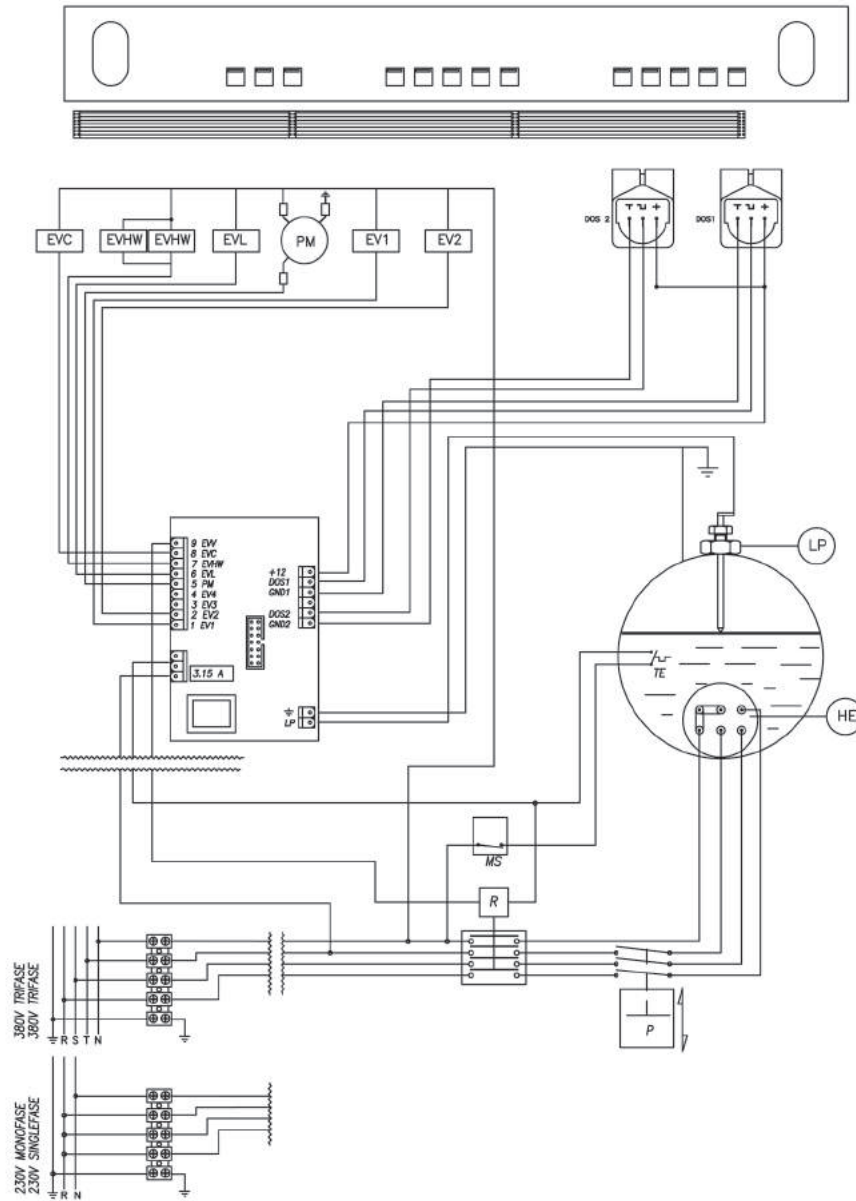 DOS 2
DOS1
EVC
EVHW
EVHW
EVL
PM
EV1
EV2
9 EVV
8 EVC
7 EVHW
6 EVL
5 PM
4 EV4
3 EV3
2 EV2
1 EV1
+12
DOS1
GND1
DOS2
GND2
3.15 A
LP
LP
TE
HE
MS
R
P
380V TRIFASE
380V TRIFASE
R S T N
230V MONOFASE
230V SINGLEFASE
R N